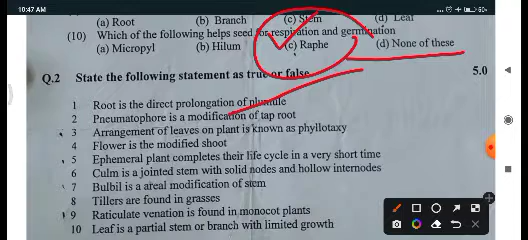 10:47 AM
60
(a) Root (b) Branch (c) Stem (d) Leaf
(10) Which of the following helps seed for respiration and germination
(a) Micropyl (b) Hilum (c) Raphe (d) None of these
Q.2 State the following statement as true or false 5.0
1 Root is the direct prolongation of plumule
2 Pneumatophore is a modification of tap root
3 Arrangement of leaves on plant is known as phyllotaxy
4 Flower is the modified shoot
5 Ephemeral plant completes their life cycle in a very short time
6 Culm is a jointed stem with solid nodes and hollow internodes
7 Bulbil is a areal modification of stem
8 Tillers are found in grasses
9 Raticulate venation is found in monocot plants
10 Leaf is a partial stem or branch with limited growth